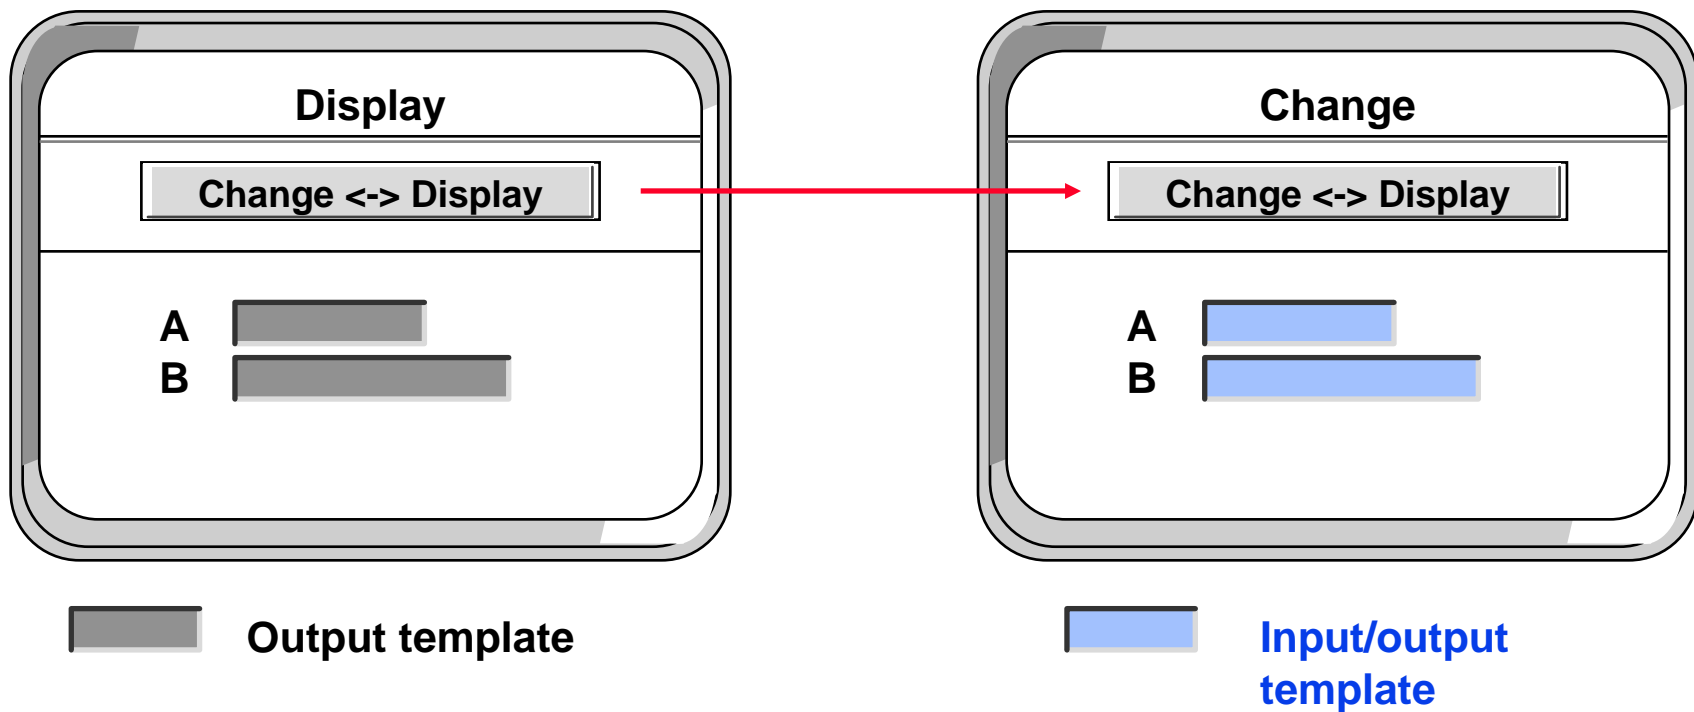 Display
Change <-> Display
A
B
Output template
Change
Change <-> Display
A
B
Input/output
template